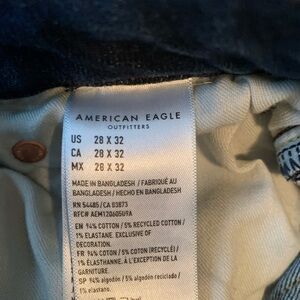 AMERICAN EAGLE
OUTFITTERS
US 28 X 32
CA 28 X 32
MX 28 X 32
MADE IN BANGLADESH / FABRIQUÉ AU
BANGLADESH / HECHO EN BANGLADESH
RN 54485/CA 03873
RFC# AEM1206605U9A
EN 94% COTTON / 5% RECYCLED COTTON /
1% ELASTANE. EXCLUSIVE OF
DECORATION.
FR 94% COTON / 5% COTON (RECYCLÉ) /
1% ÉLASTHANNE. À L'EXCEPTION DE LA
GARNITURE.
SP 94% algodón / 5% algodón reciclado /
1% elastano.